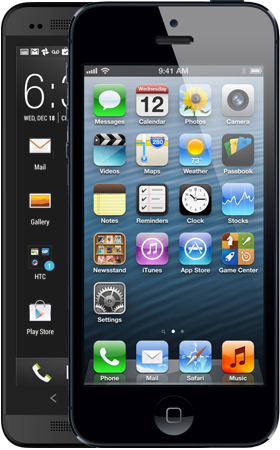 6:3
WED, DEC 18
Mail
Gallery
HTC
1
Play Store
9:41 AM
Wednesday
12
Messages Calendar Photos Camera
280
73°
Videos Maps Weather Passbook
Notes Reminders Clock Stocks
Newsstand iTunes App Store Game Center
Settings
Phone Mail Safari Music